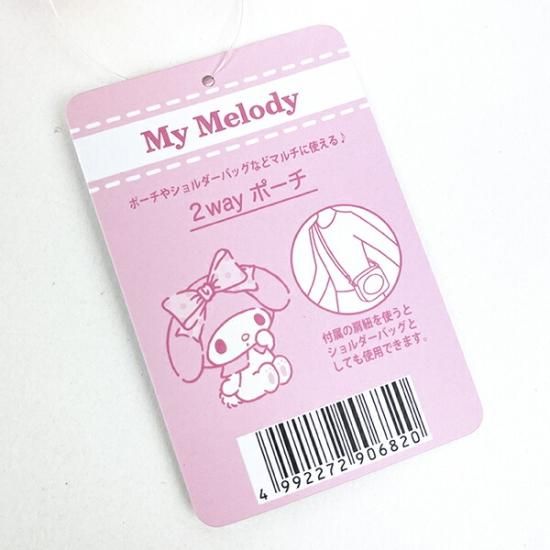 My Melody
ポーチやショルダーバッグなどマルチに使える♪
2way ポーチ
付属の肩紐を使うと
ショルダーバッグと
しても使用できます。
4 992272 906820